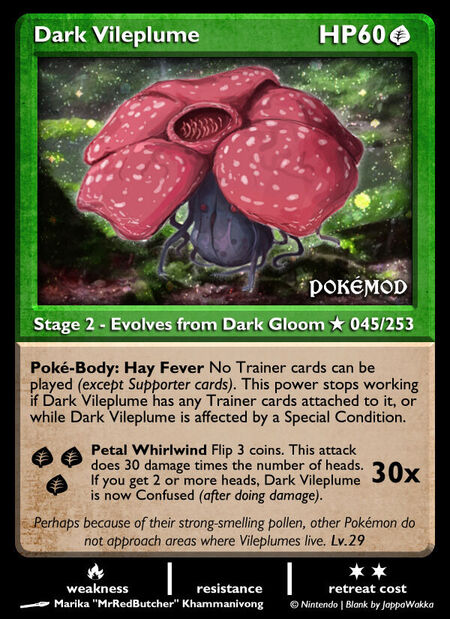 Dark Vileplume HP60
POKÉMOD
Stage 2 - Evolves from Dark Gloom ★ 045/253
Poké-Body: Hay Fever No Trainer cards can be
played (except Supporter cards). This power stops working
if Dark Vileplume has any Trainer cards attached to it, or
while Dark Vileplume is affected by a Special Condition.
Petal Whirlwind Flip 3 coins. This attack
does 30 damage times the number of heads.
If you get 2 or more heads, Dark Vileplume
is now Confused (after doing damage).
30x
Perhaps because of their strong-smelling pollen, other Pokémon do
not approach areas where Vileplumes live. Lv.29
weakness resistance retreat cost
Marika "MrRedButcher" Khammanivong © Nintendo | Blank by JappaWakka